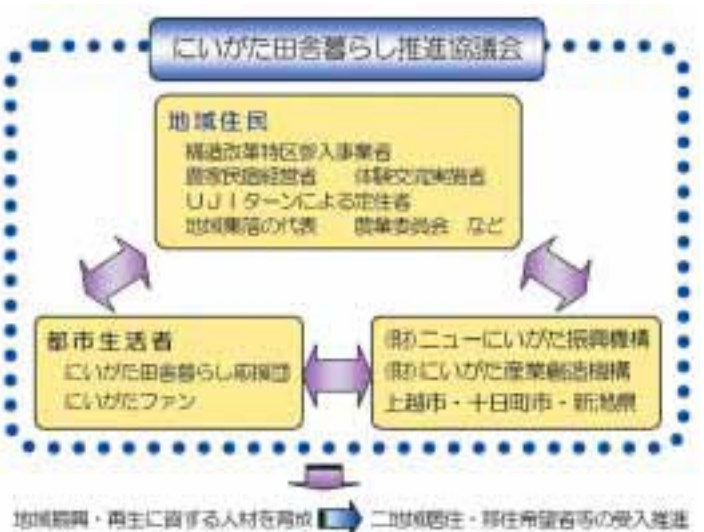 にいがた田舎暮らし推進協議会
地域住民
構造改革特区参入事業者
農家民宿経営者 体験交流実施者
UJIターンによる定住者
地域集落の代表 農業委員会 など
都市生活者
にいがた田舎暮らし応援団
にいがたファン
(財)ニューにいがた振興機構
(財)にいがた産業創造機構
上越市・十日町市・新潟県
地域振興・再生に資する人材を育成 二地域居住・移住希望者等の受入推進